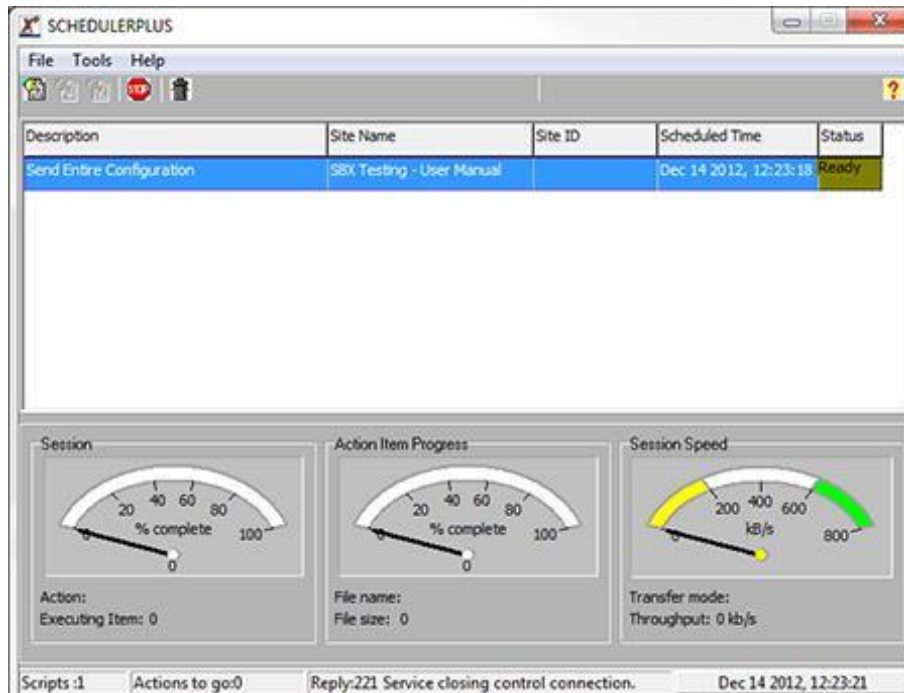 SCHEDULERPLUS
File Tools Help
STOP
?
Description Site Name Site ID Scheduled Time Status
Send Entire Configuration SBX Testing - User Manual Dec 14 2012, 12:23:18 Ready
Session Action Item Progress Session Speed
0 20 40 60 80 100 0 20 40 60 80 100 0 200 400 600 800
% complete % complete kB/s
0 0
Action: File name: Transfer mode:
Executing Item: 0 File size: 0 Throughput: 0 kb/s
Scripts :1 Actions to go:0 Reply:221 Service closing control connection. Dec 14 2012, 12:23:21